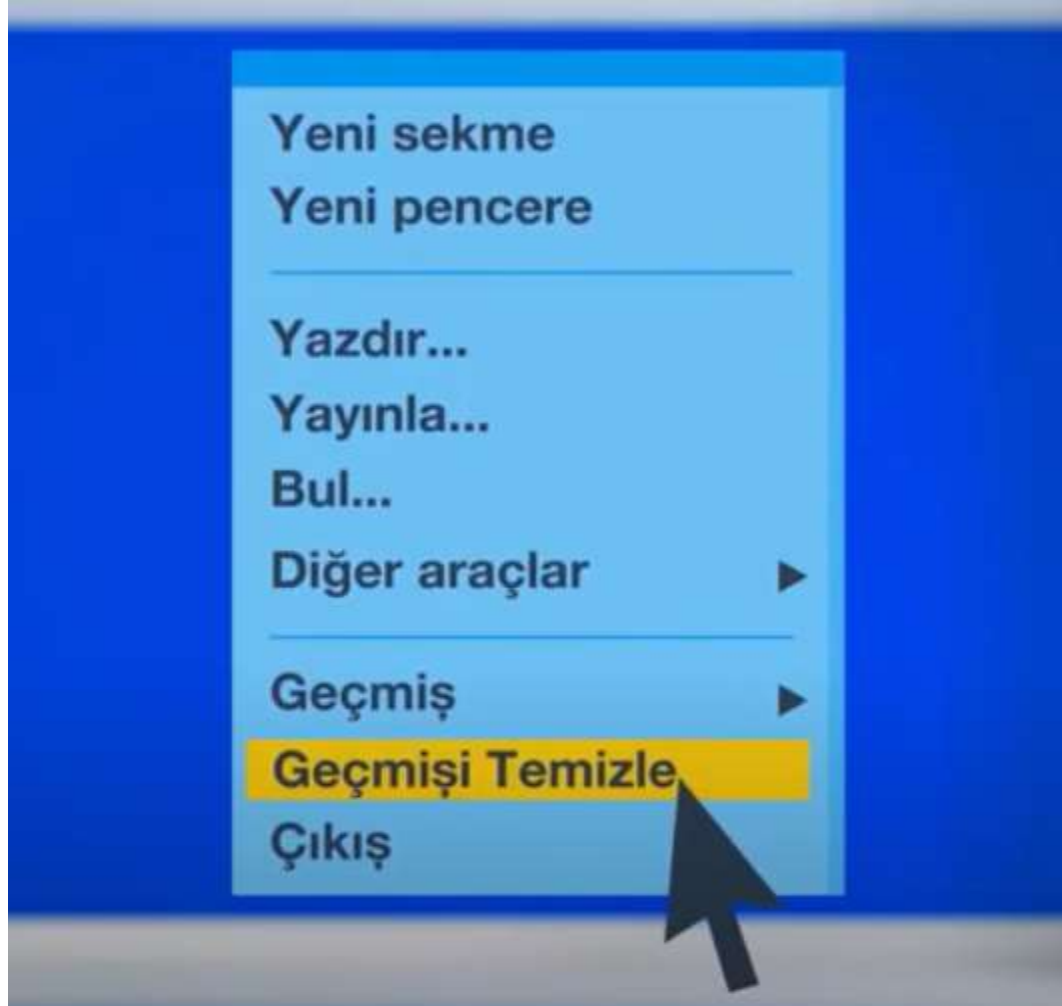 Yeni sekme
Yeni pencere
Yazdır...
Yayınla...
Bul...
Diğer araçlar
Geçmiş
Geçmişi Temizle
Çıkış